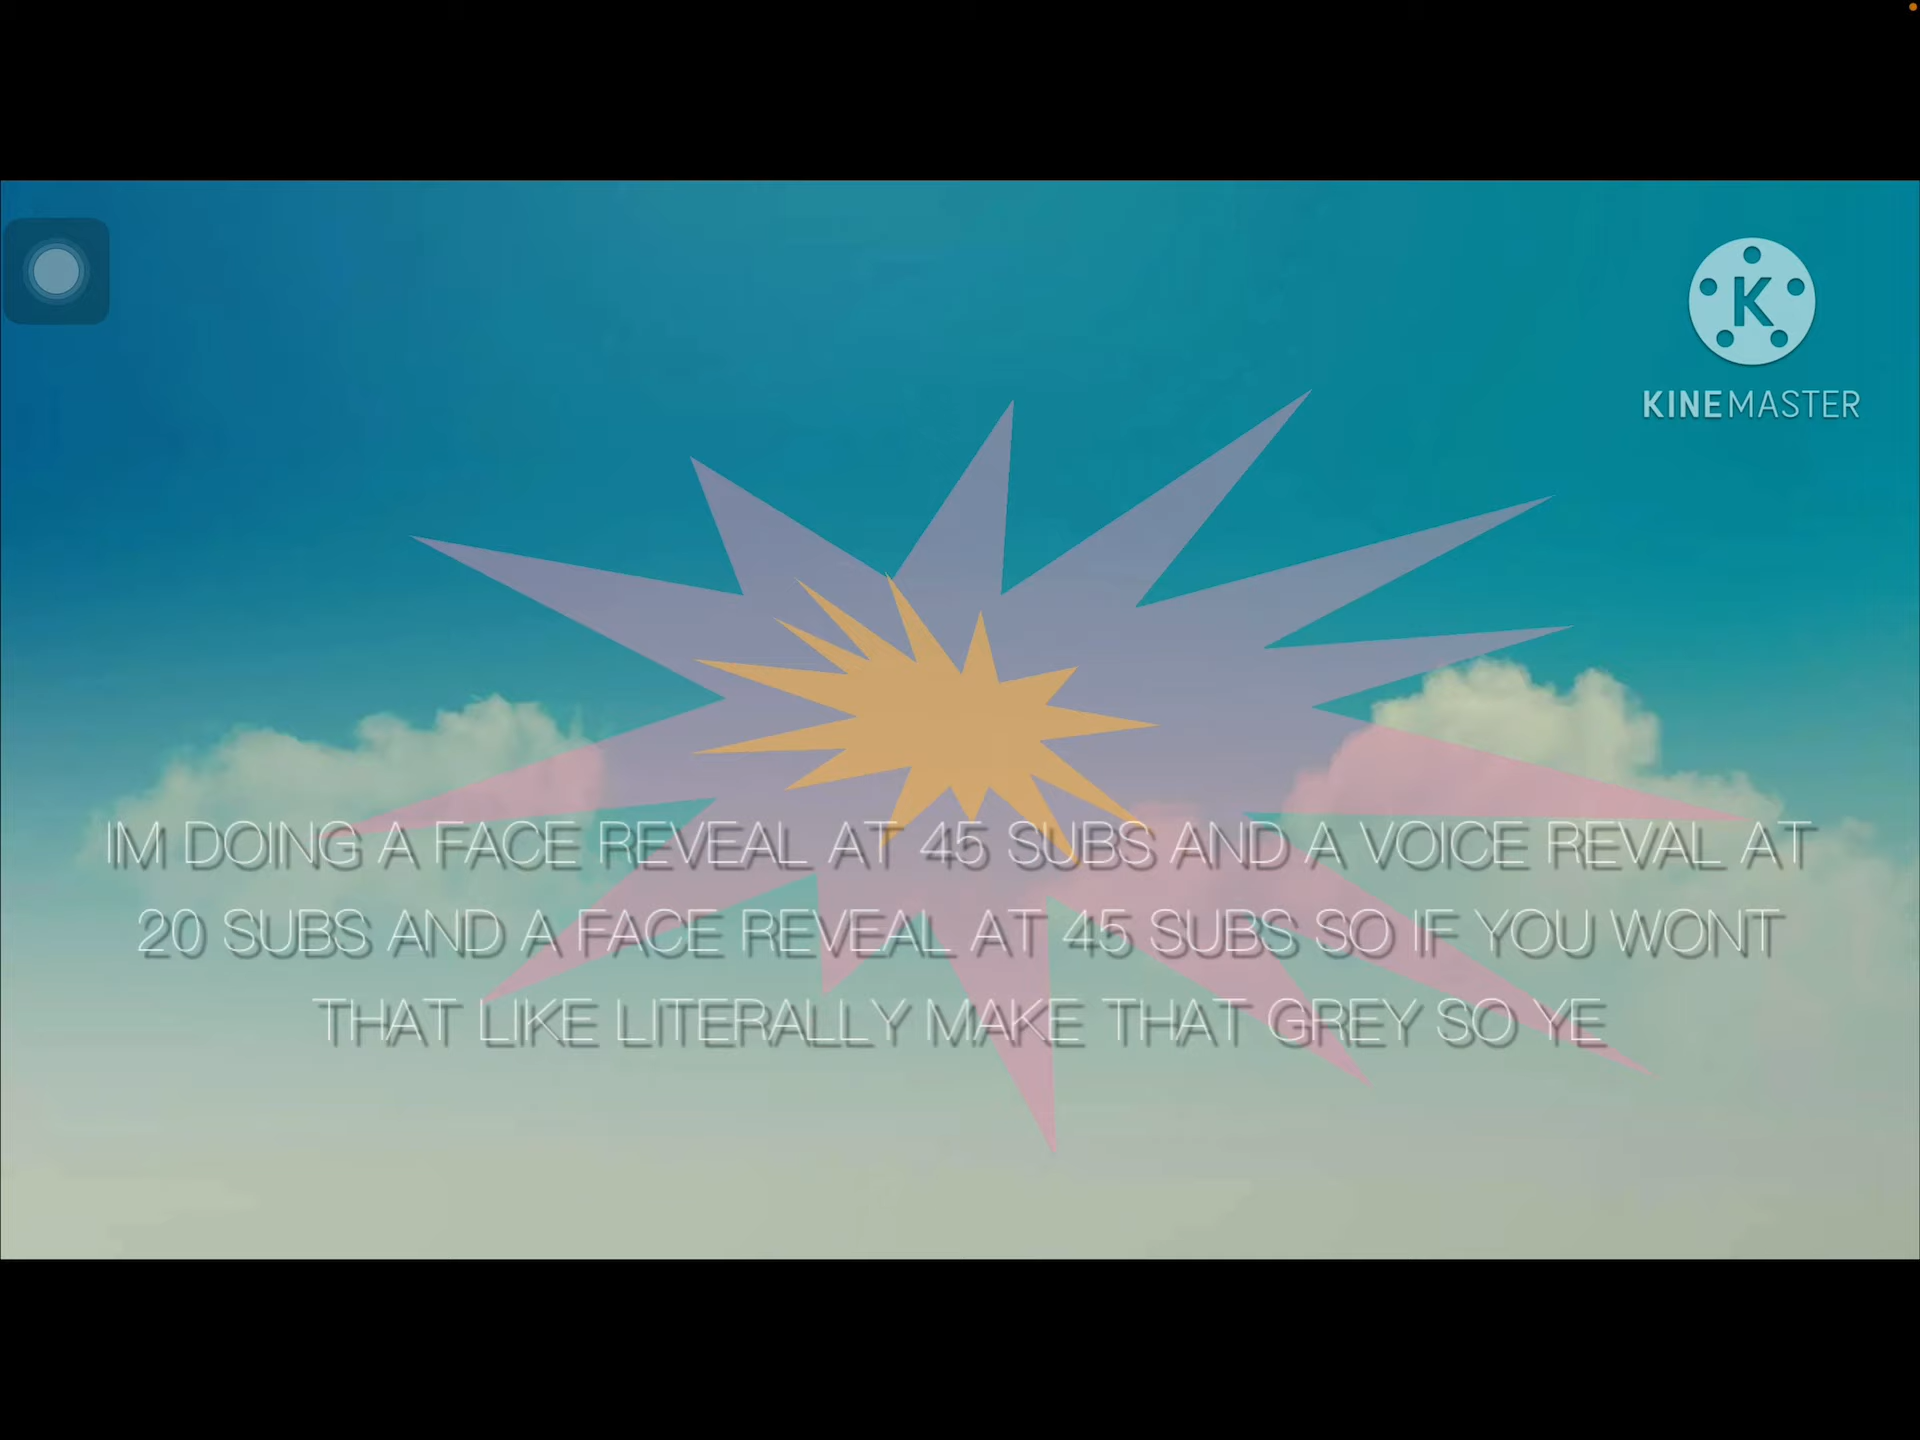 K
KINEMASTER
IM DOING A FACE REVEAL AT 45 SUBS AND A VOICE REVAL AT
20 SUBS AND A FACE REVEAL AT 45 SUBS SO IF YOU WONT
THAT LIKE LITERALLY MAKE THAT GREY SO YE